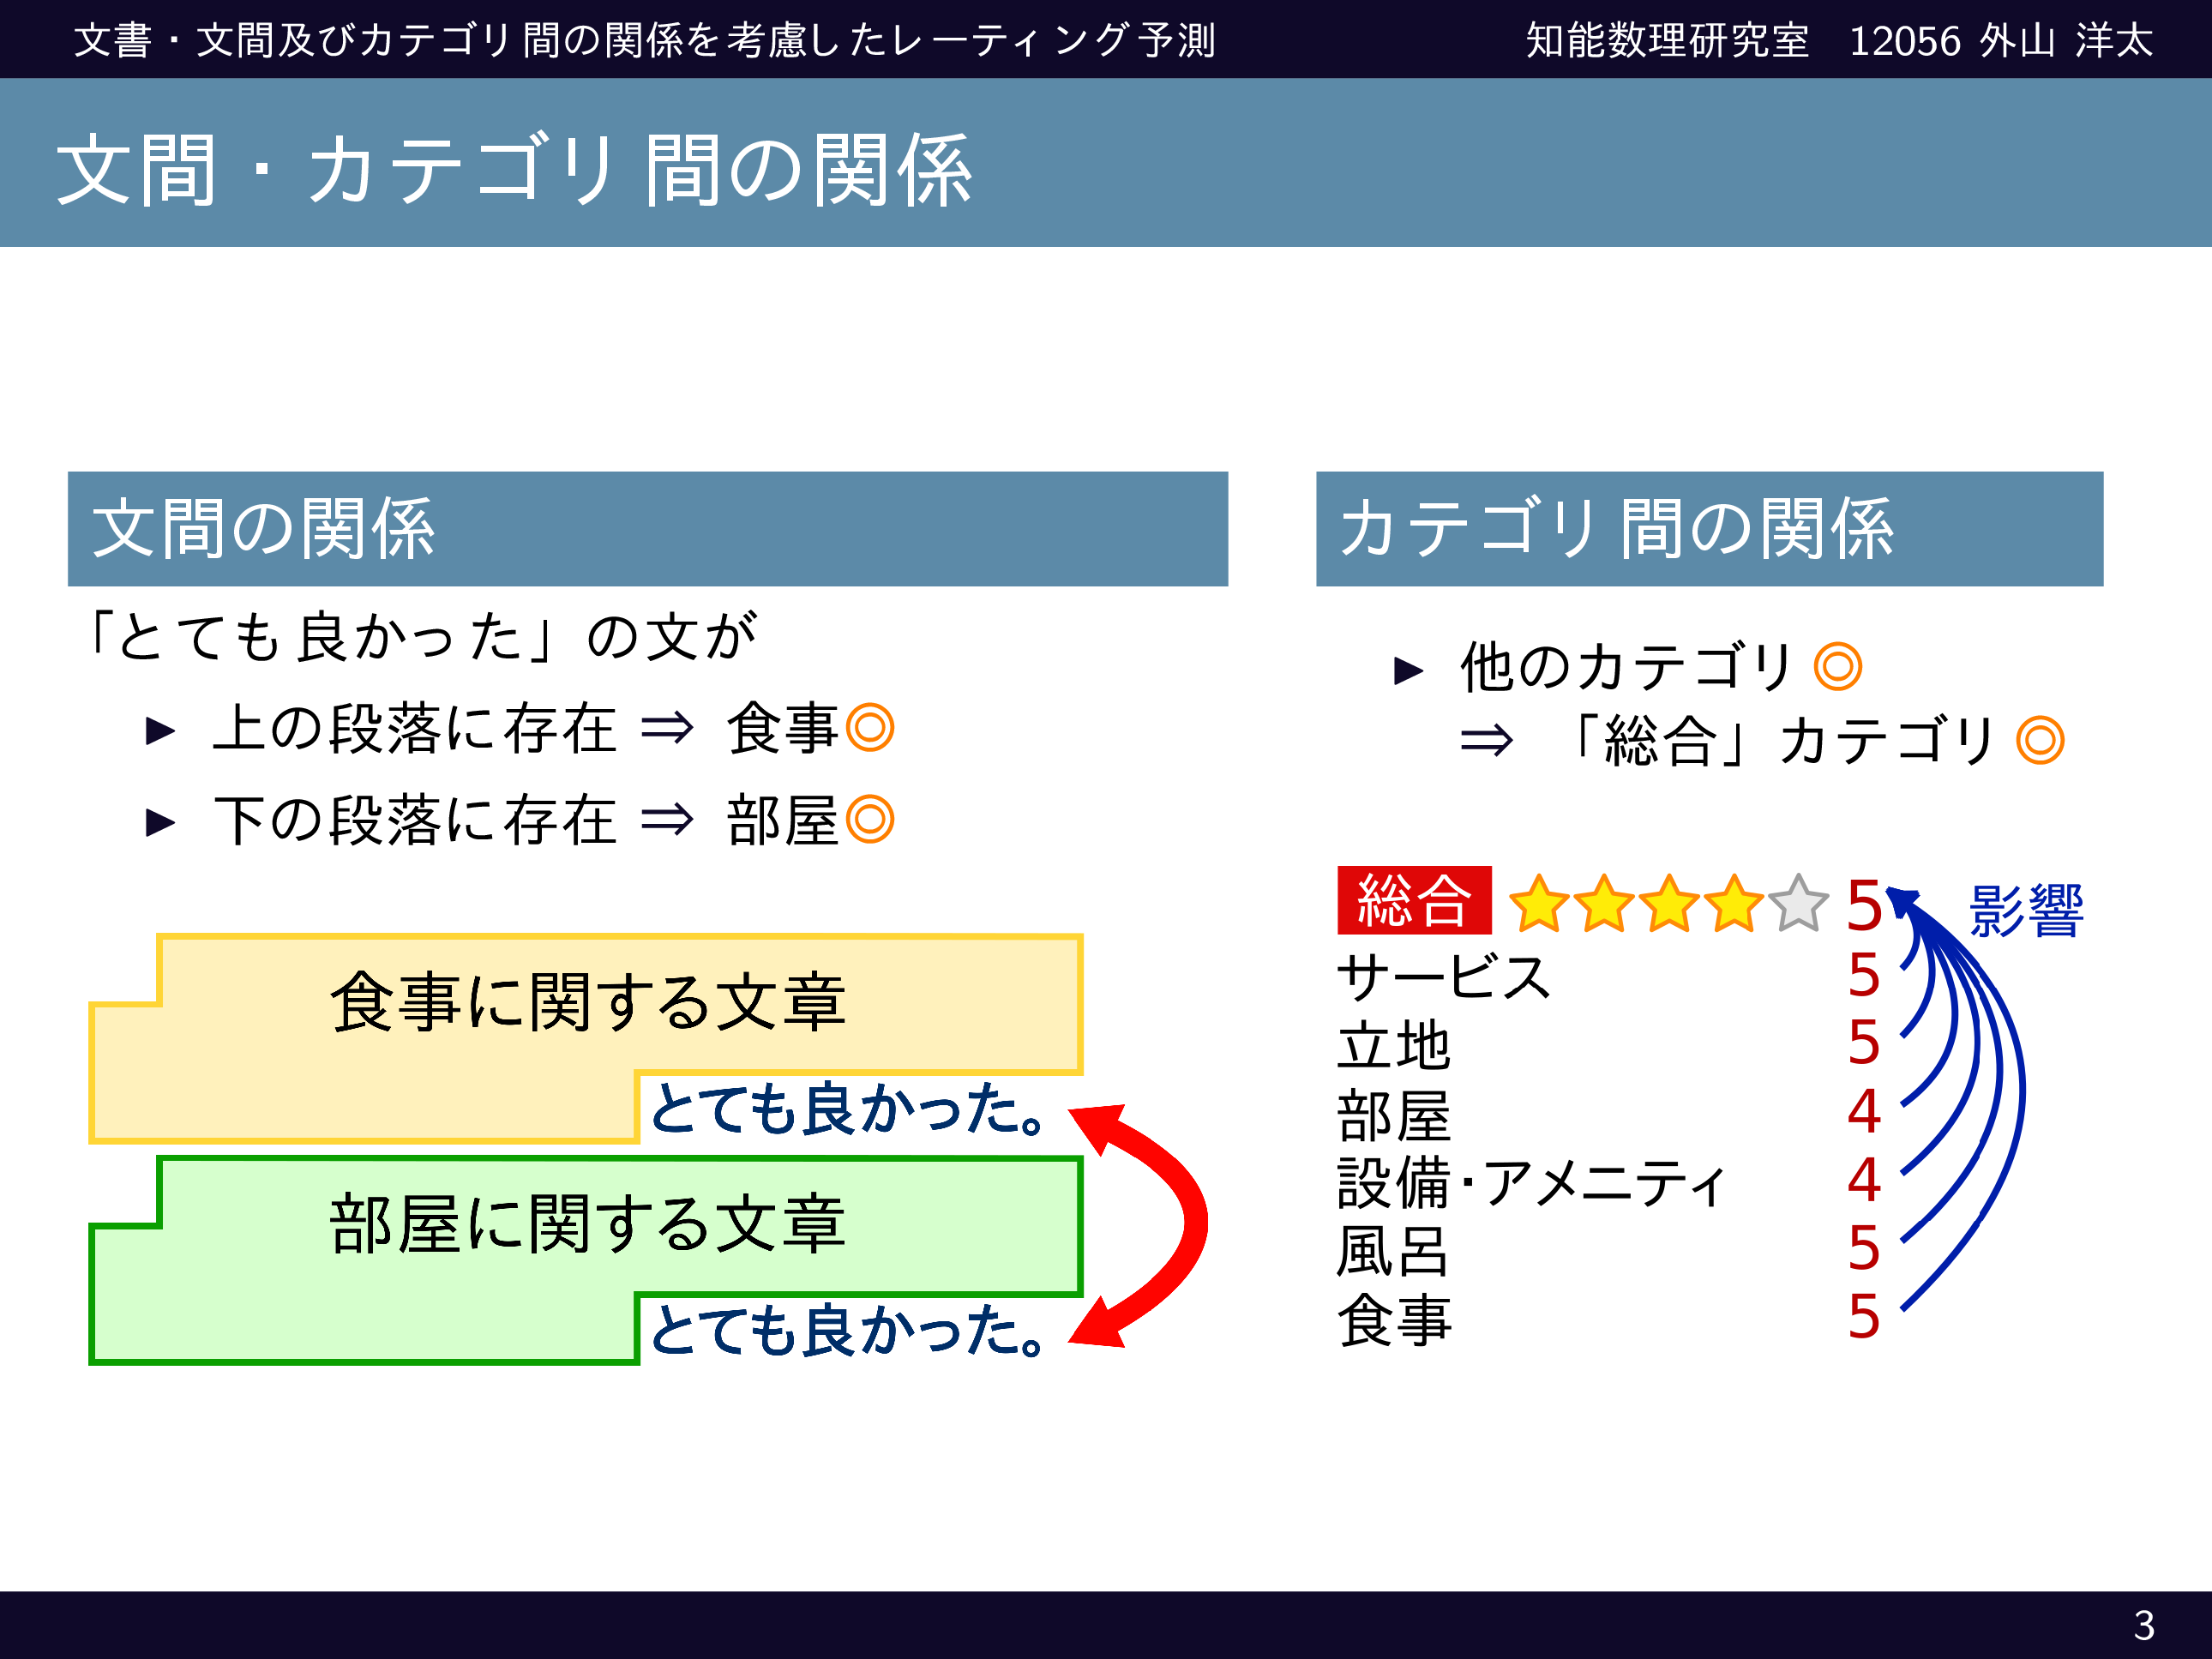 文書・文間及びカテゴリ間の関係を考慮したレーティング予測
知能数理研究室 12056 外山 洋太
文間・カテゴリ間の関係
文間の関係
「とても良かった」の文が
▶ 上の段落に存在 ⇒ 食事◎
▶ 下の段落に存在 ⇒ 部屋◎
食事に関する文章
とても良かった。
部屋に関する文章
とても良かった。
カテゴリ間の関係
▶ 他のカテゴリ◎
⇒ 「総合」カテゴリ◎
総合 5 影響
サービス 5
立地 5
部屋 4
設備・アメニティ 4
風呂 5
食事 5
3